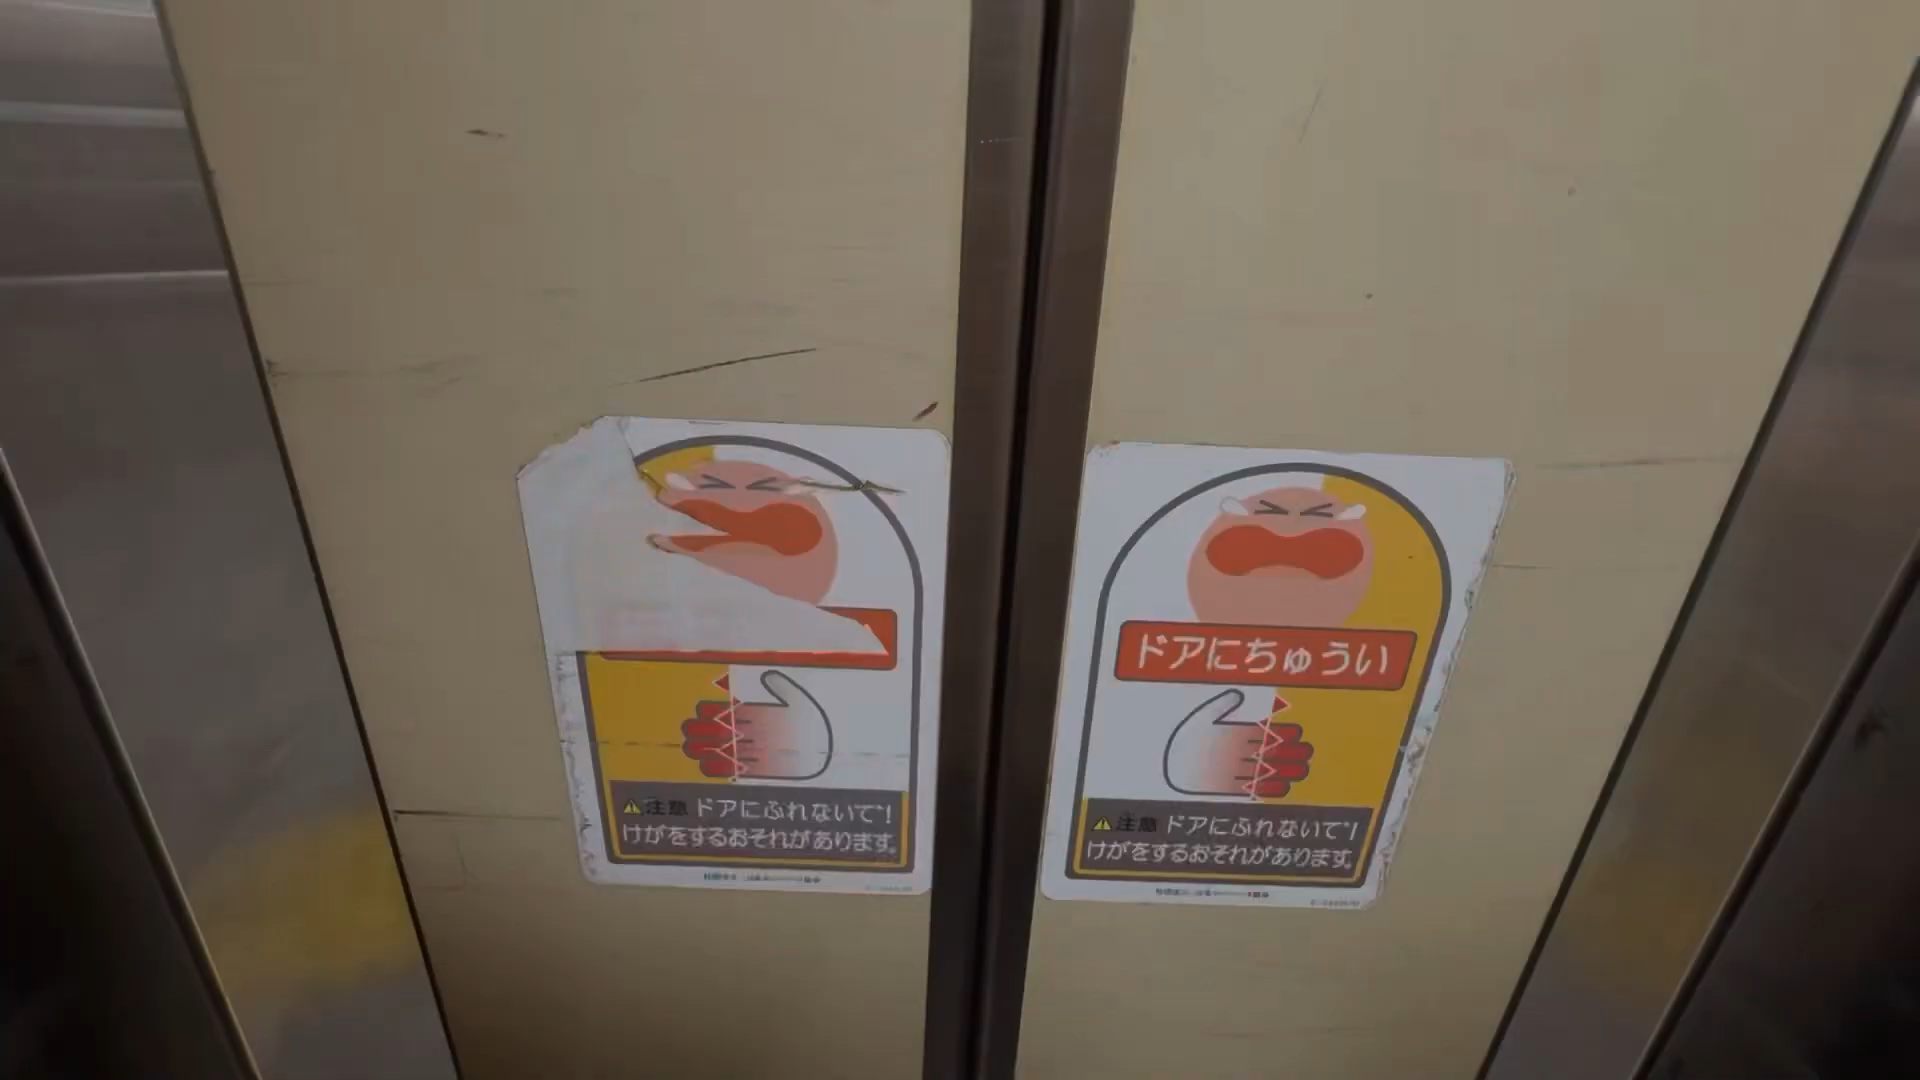 ドアにちゅうい
注意 ドアにふれないで!
けがをするおそれがあります。
注意 ドアにふれないで!
けがをするおそれがあります。